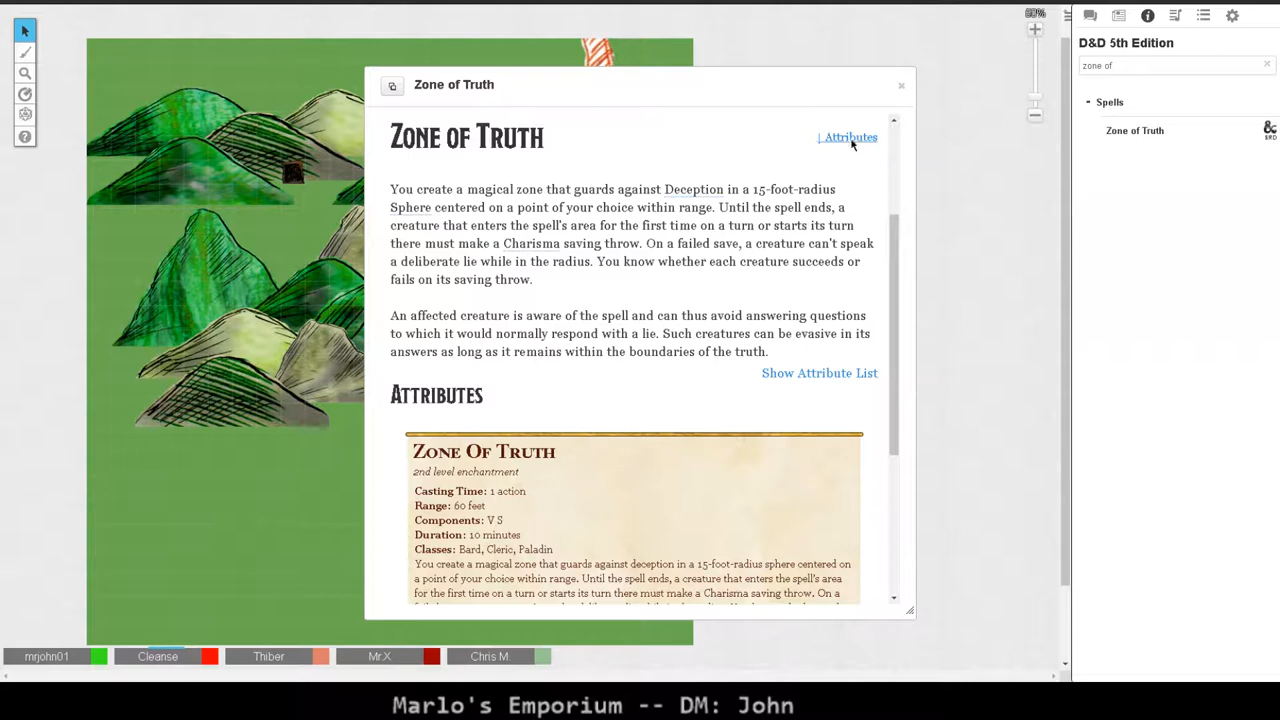 60%
D&D 5th Edition
zone of
Spells
Zone of Truth
SRD
Zone of Truth
ZONE OF TRUTH
| Attributes
You create a magical zone that guards against Deception in a 15-foot-radius
Sphere centered on a point of your choice within range. Until the spell ends, a
creature that enters the spell's area for the first time on a turn or starts its turn
there must make a Charisma saving throw. On a failed save, a creature can't speak
a deliberate lie while in the radius. You know whether each creature succeeds or
fails on its saving throw.
An affected creature is aware of the spell and can thus avoid answering questions
to which it would normally respond with a lie. Such creatures can be evasive in its
answers as long as it remains within the boundaries of the truth.
Show Attribute List
ATTRIBUTES
ZONE OF TRUTH
2nd level enchantment
Casting Time: 1 action
Range: 60 feet
Components: V S
Duration: 10 minutes
Classes: Bard, Cleric, Paladin
You create a magical zone that guards against deception in a 15-foot-radius sphere centered on
a point of your choice within range. Until the spell ends, a creature that enters the spell's area
for the first time on a turn or starts its turn there must make a Charisma saving throw. On a
mrjohn01
Cleanse
Thiber
Mr.X
Chris M.
Marlo's Emporium -- DM: John